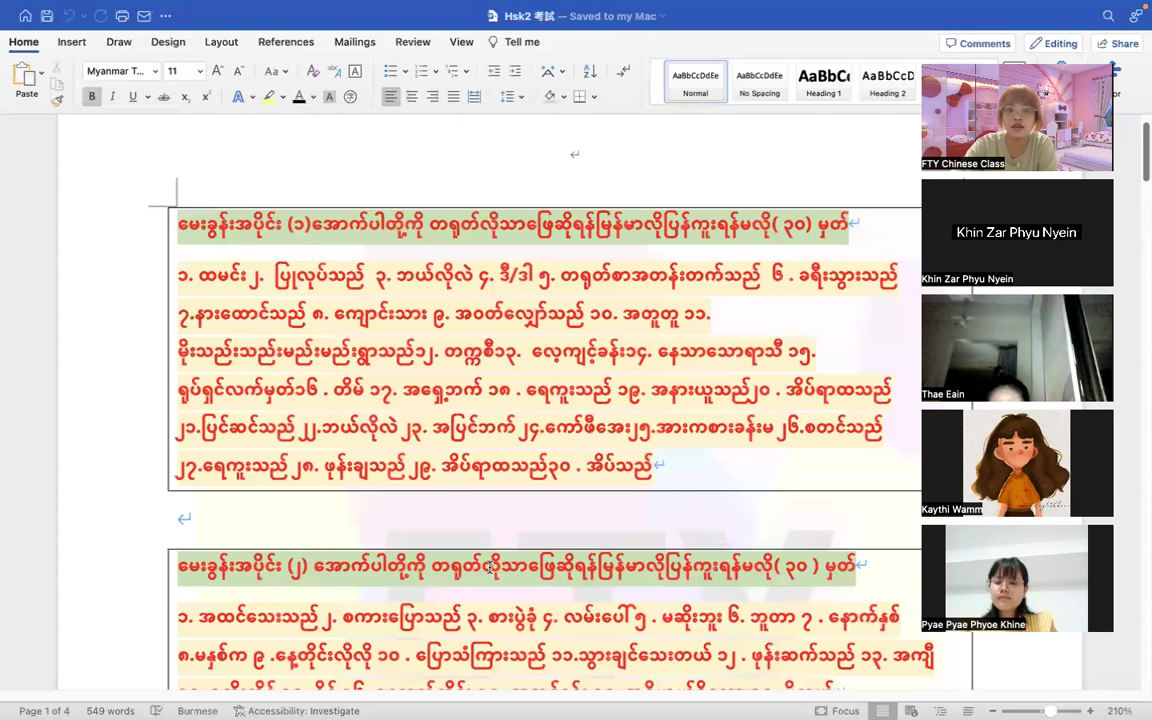 Hsk2 考試 — Saved to my Mac
Home Insert Draw Design Layout References Mailings Review View Tell me
Comments Editing Share
Paste
Myanmar T... 11
AaBbCcDdEe Normal
AaBbCcDdEe No Spacing
AaBbCc Heading 1
AaBbCcD Heading 2
FTY Chinese Class
Khin Zar Phyu Nyein
Khin Zar Phyu Nyein
Thae Eain
Kaythi Wamm
Pyae Pyae Phyoe Khine
မေးခွန်းအပိုင်း (၁)အောက်ပါတို့ကို တရုတ်လိုသာဖြေဆိုရန်မြန်မာလိုပြန်ကူးရန်မလို( ၃၀) မှတ်
၁. ထမင်း၂. ပြုလုပ်သည် ၃. ဘယ်လိုလဲ ၄. ဒီ/ဒါ ၅. တရုတ်စာအတန်းတက်သည် ၆ . ခရီးသွားသည်
၇.နားထောင်သည် ၈. ကျောင်းသား ၉. အဝတ်လျှော်သည် ၁၀. အတူတူ ၁၁.
မိုးသည်းသည်းမည်းမည်းရွာသည်၁၂. တက္ကစီ၁၃. လေ့ကျင့်ခန်း၁၄. နေသာသောရာသီ ၁၅.
ရုပ်ရှင်လက်မှတ်၁၆ . တိမ် ၁၇. အရှေ့ဘက် ၁၈ . ရေကူးသည် ၁၉. အနားယူသည်၂၀ . အိပ်ရာထသည်
၂၁.ပြင်ဆင်သည်၂၂.ဘယ်လိုလဲ ၂၃. အပြင်ဘက် ၂၄.ကော်ဖီအေး၂၅.အားကစားခန်းမ ၂၆.စတင်သည်
၂၇.ရေကူးသည်၂၈. ဖုန်းချသည်၂၉. အိပ်ရာထသည်၃၀ . အိပ်သည်
မေးခွန်းအပိုင်း (၂) အောက်ပါတို့ကို တရုတ်လိုသာဖြေဆိုရန်မြန်မာလိုပြန်ကူးရန်မလို( ၃၀ ) မှတ်
၁. အထင်သေးသည်၂. စကားပြောသည် ၃. စားပွဲခုံ ၄. လမ်းပေါ် ၅ . မဆိုးဘူး ၆. ဘူတာ ၇ . နောက်နှစ်
၈.မနှစ်က ၉ .နေ့တိုင်းလိုလို ၁၀ . ပြောသံကြားသည် ၁၁.သွားချင်သေးတယ် ၁၂ . ဖုန်းဆက်သည် ၁၃. အင်္ကျီ
Page 1 of 4 549 words Burmese Accessibility: Investigate Focus 210%